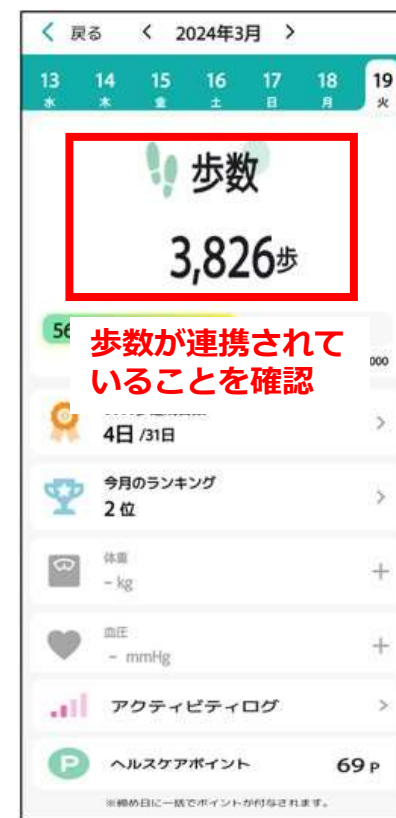 戻る < 2024年3月 >
13 14 15 16 17 18 19
水 木 金 土 日 月 火
歩数
3,826歩
56
歩数が連携されて
いることを確認
000
4日 /31日
今月のランキング
2 位
体重
- kg
血圧
- mmHg
アクティビティログ
P ヘルスケアポイント 69 P
※締め日に一括でポイントが付与されます。